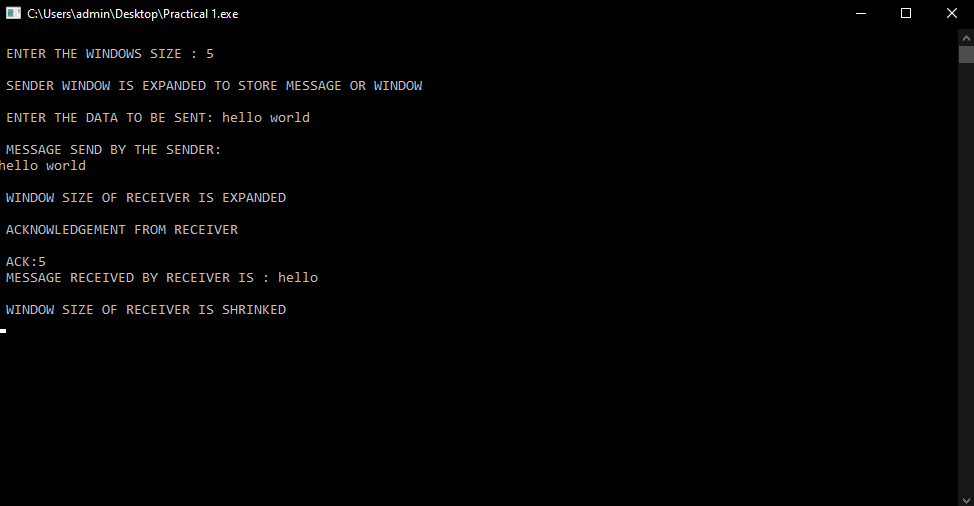 C:\Users\admin\Desktop\Practical 1.exe
ENTER THE WINDOWS SIZE : 5
SENDER WINDOW IS EXPANDED TO STORE MESSAGE OR WINDOW
ENTER THE DATA TO BE SENT: hello world
MESSAGE SEND BY THE SENDER:
hello world
WINDOW SIZE OF RECEIVER IS EXPANDED
ACKNOWLEDGEMENT FROM RECEIVER
ACK:5
MESSAGE RECEIVED BY RECEIVER IS : hello
WINDOW SIZE OF RECEIVER IS SHRINKED